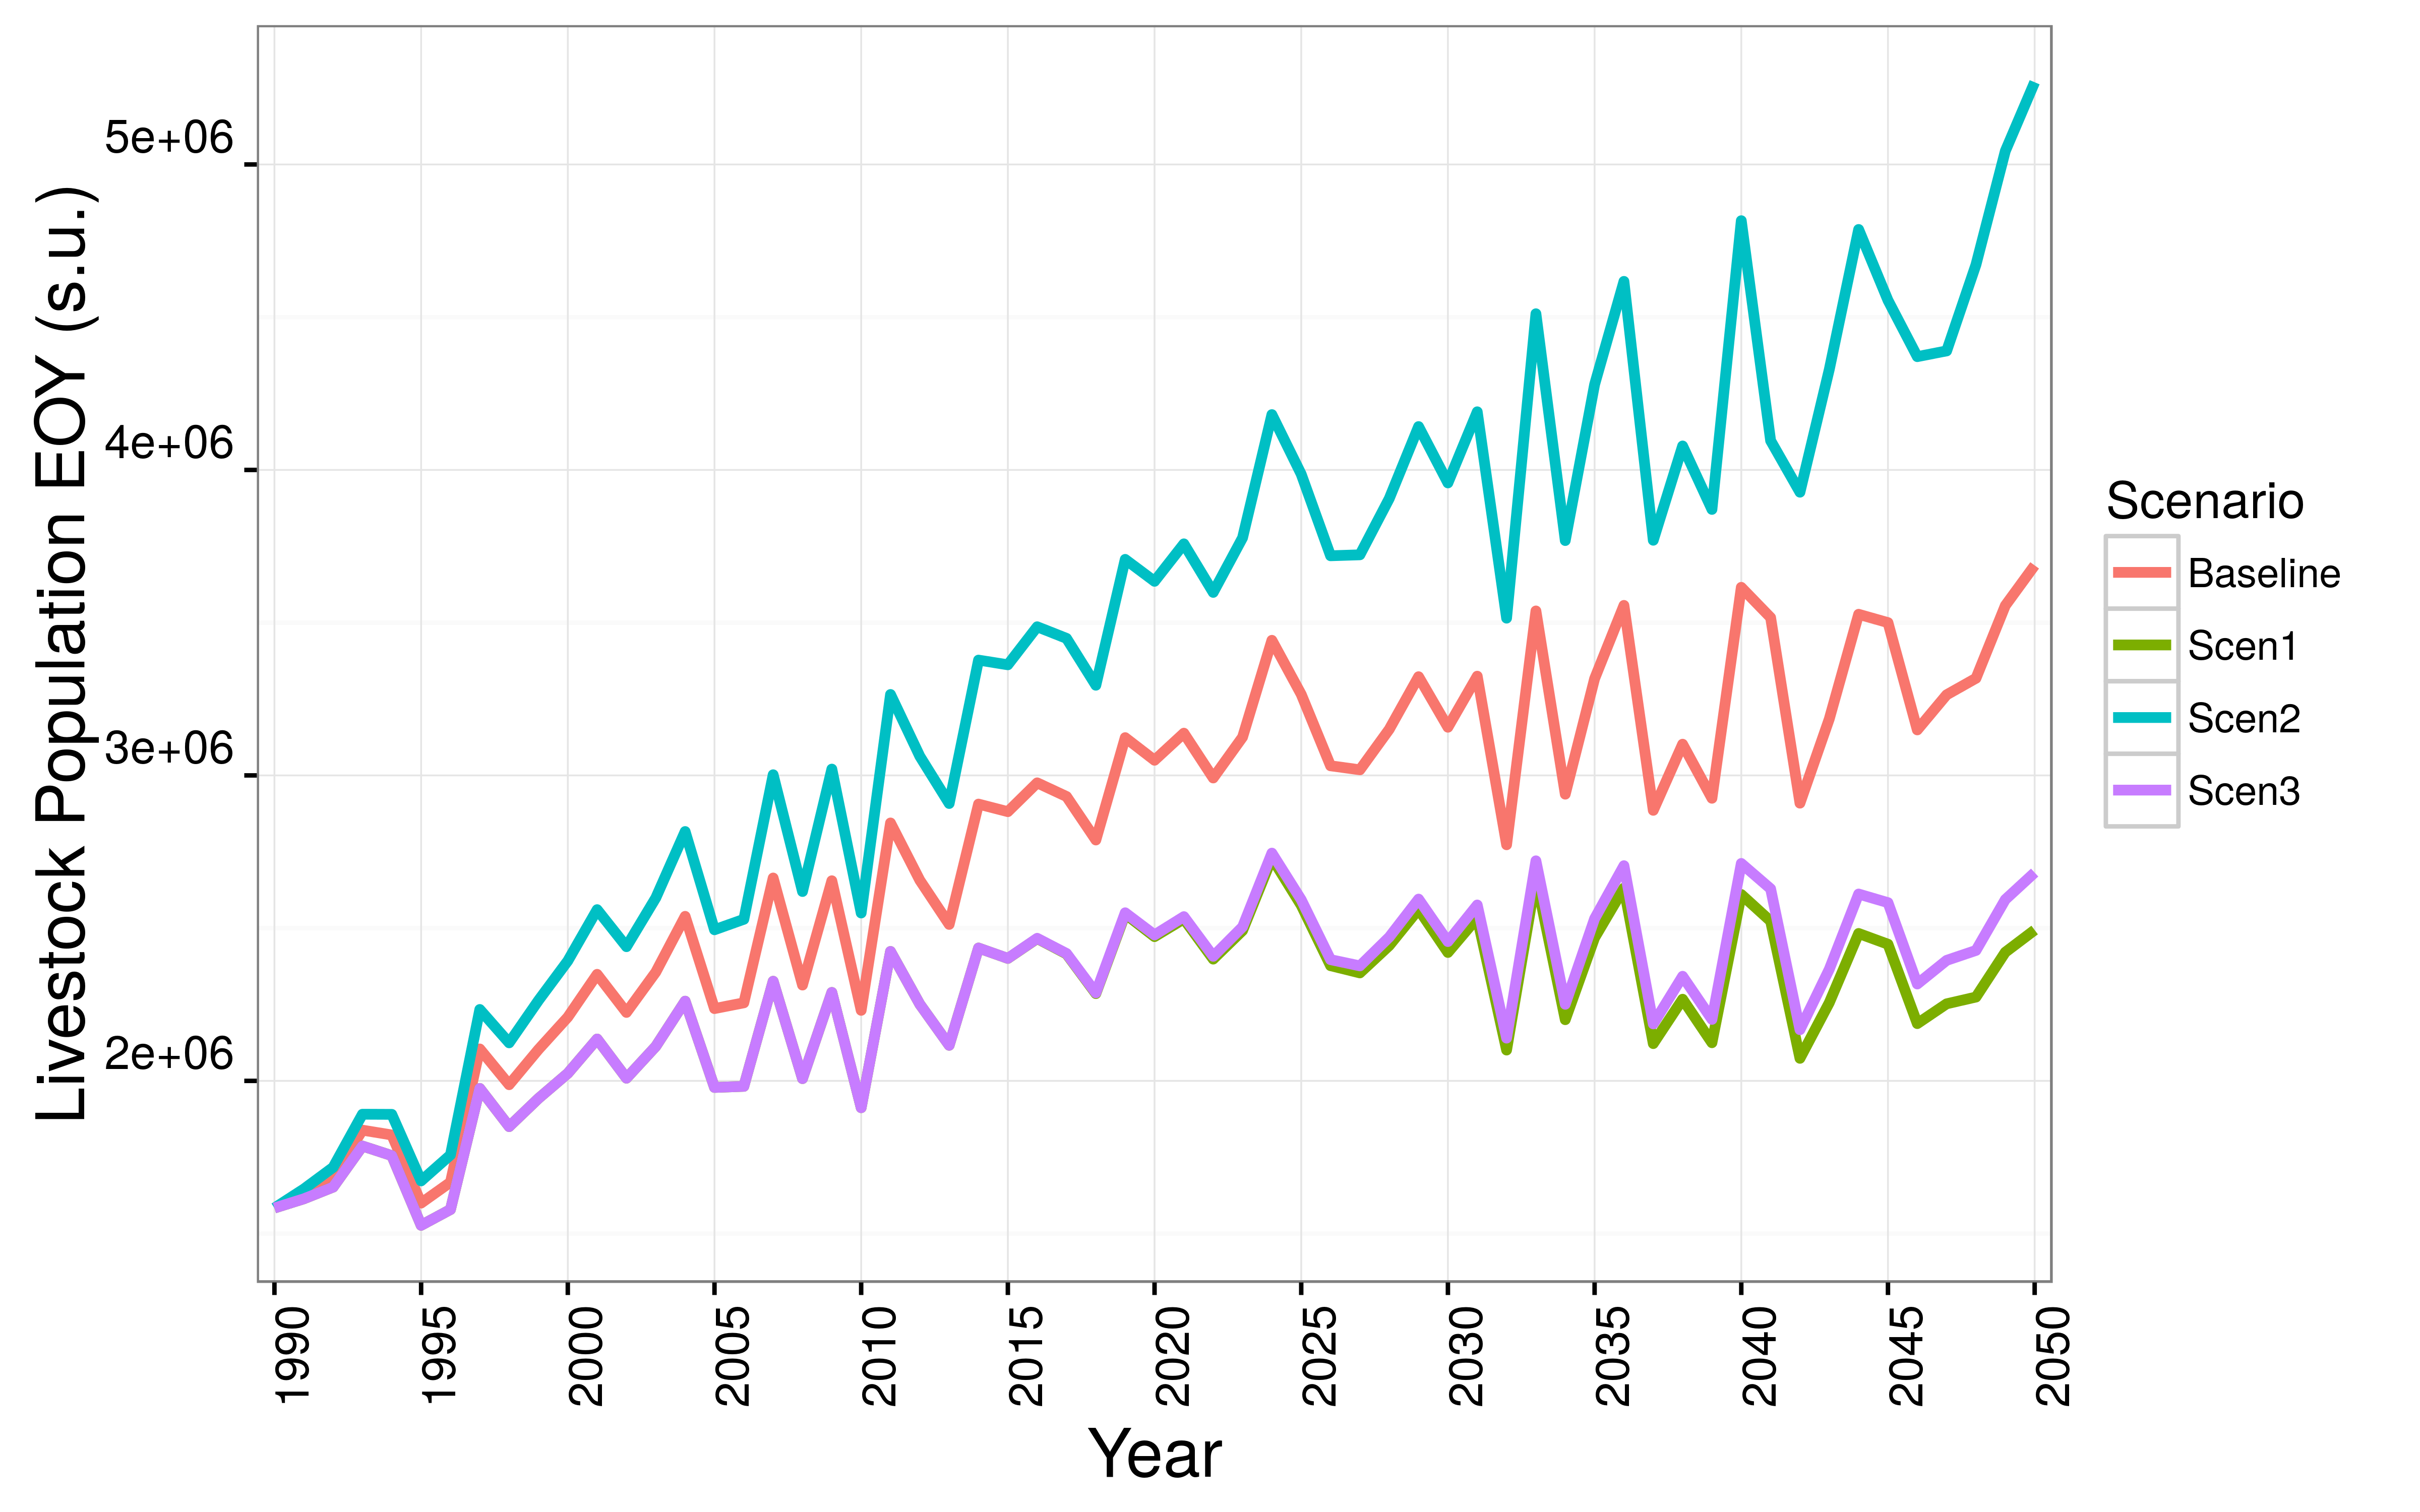 Livestock Population EOY (s.u.)
5e+06
4e+06
3e+06
2e+06
1990
1995
2000
2005
2010
2015
2020
2025
2030
2035
2040
2045
2050
Year
Scenario
Baseline
Scen1
Scen2
Scen3